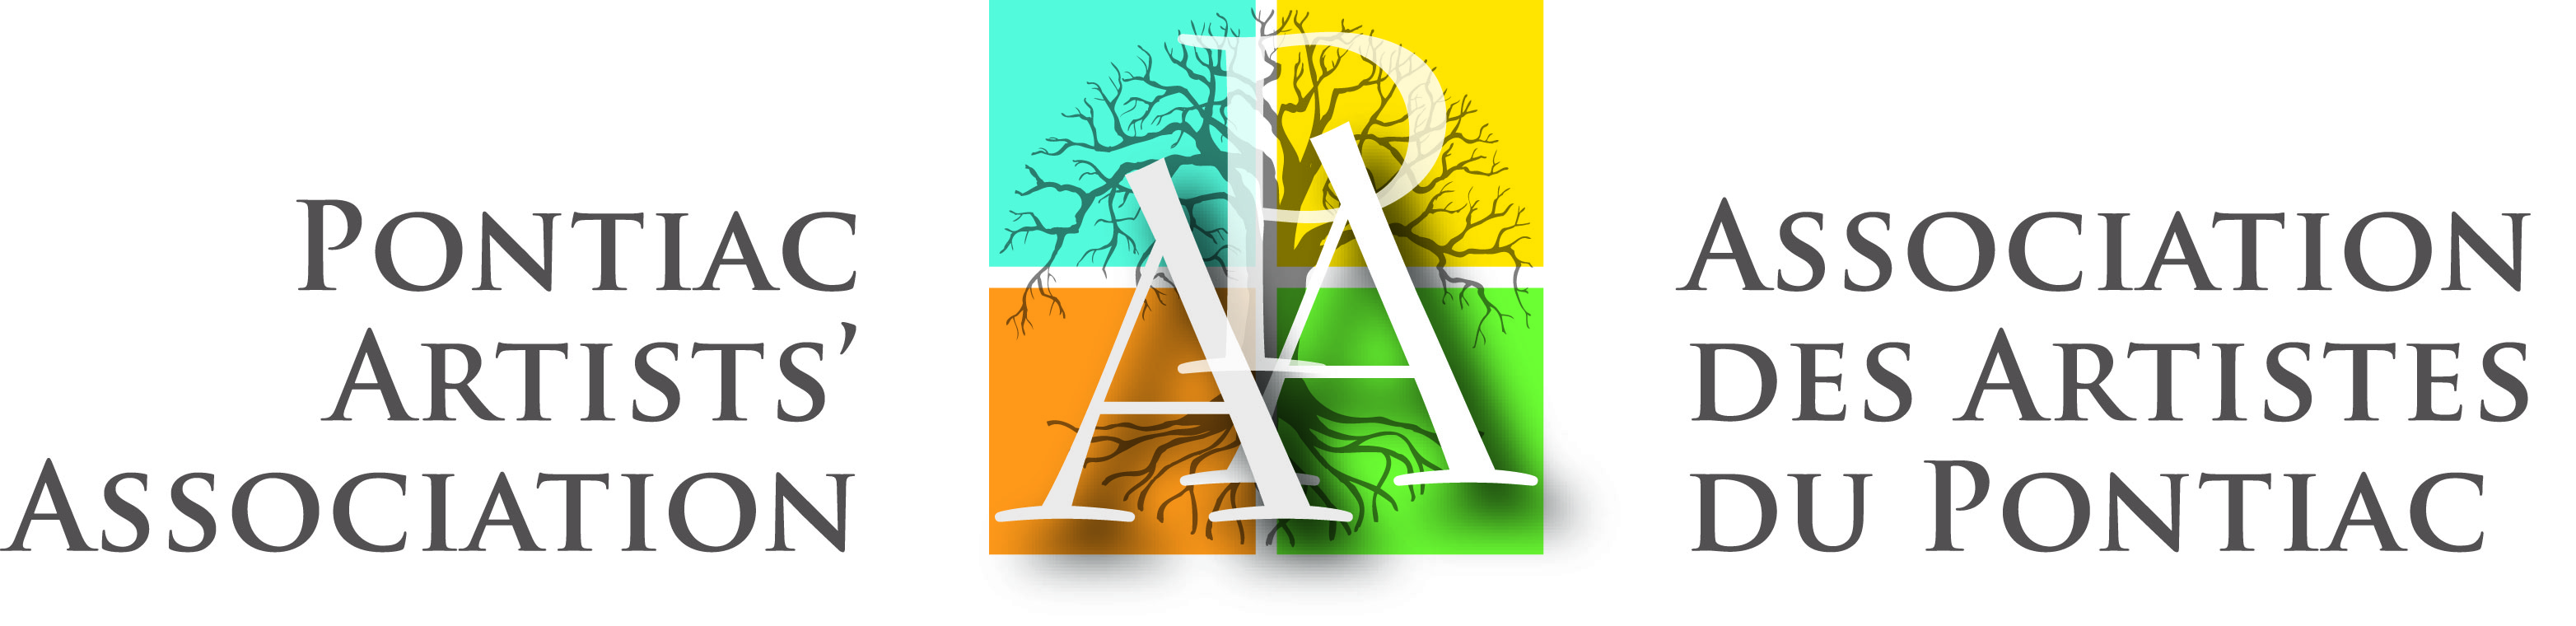 Pontiac
Artists’
Association
P
A A
Association
des Artistes
du Pontiac